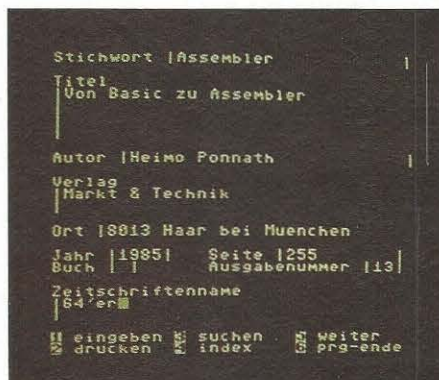 Stichwort |Assembler |
Titel
|Von Basic zu Assembler
Autor |Heimo Ponnath |
Verlag
|Markt & Technik
Ort |8013 Haar bei Muenchen
Jahr |1985| Seite |255
Buch | | Ausgabenummer |13|
Zeitschriftenname
|64'er
eingeben suchen weiter
drucken index prg-ende